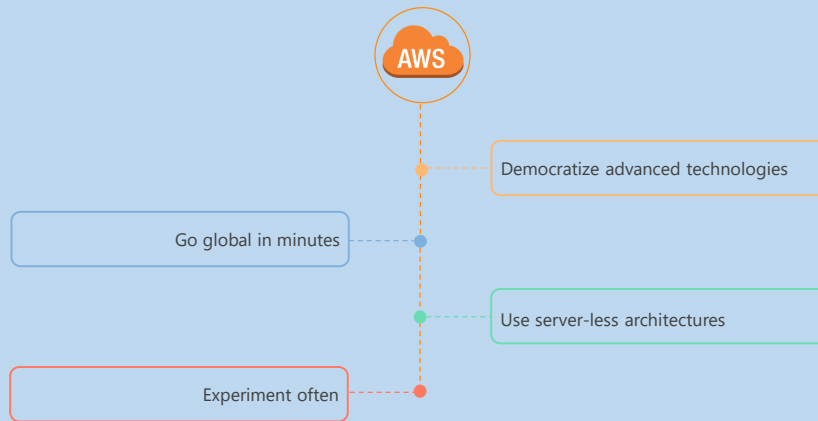 AWS
Democratize advanced technologies
Go global in minutes
Use server-less architectures
Experiment often